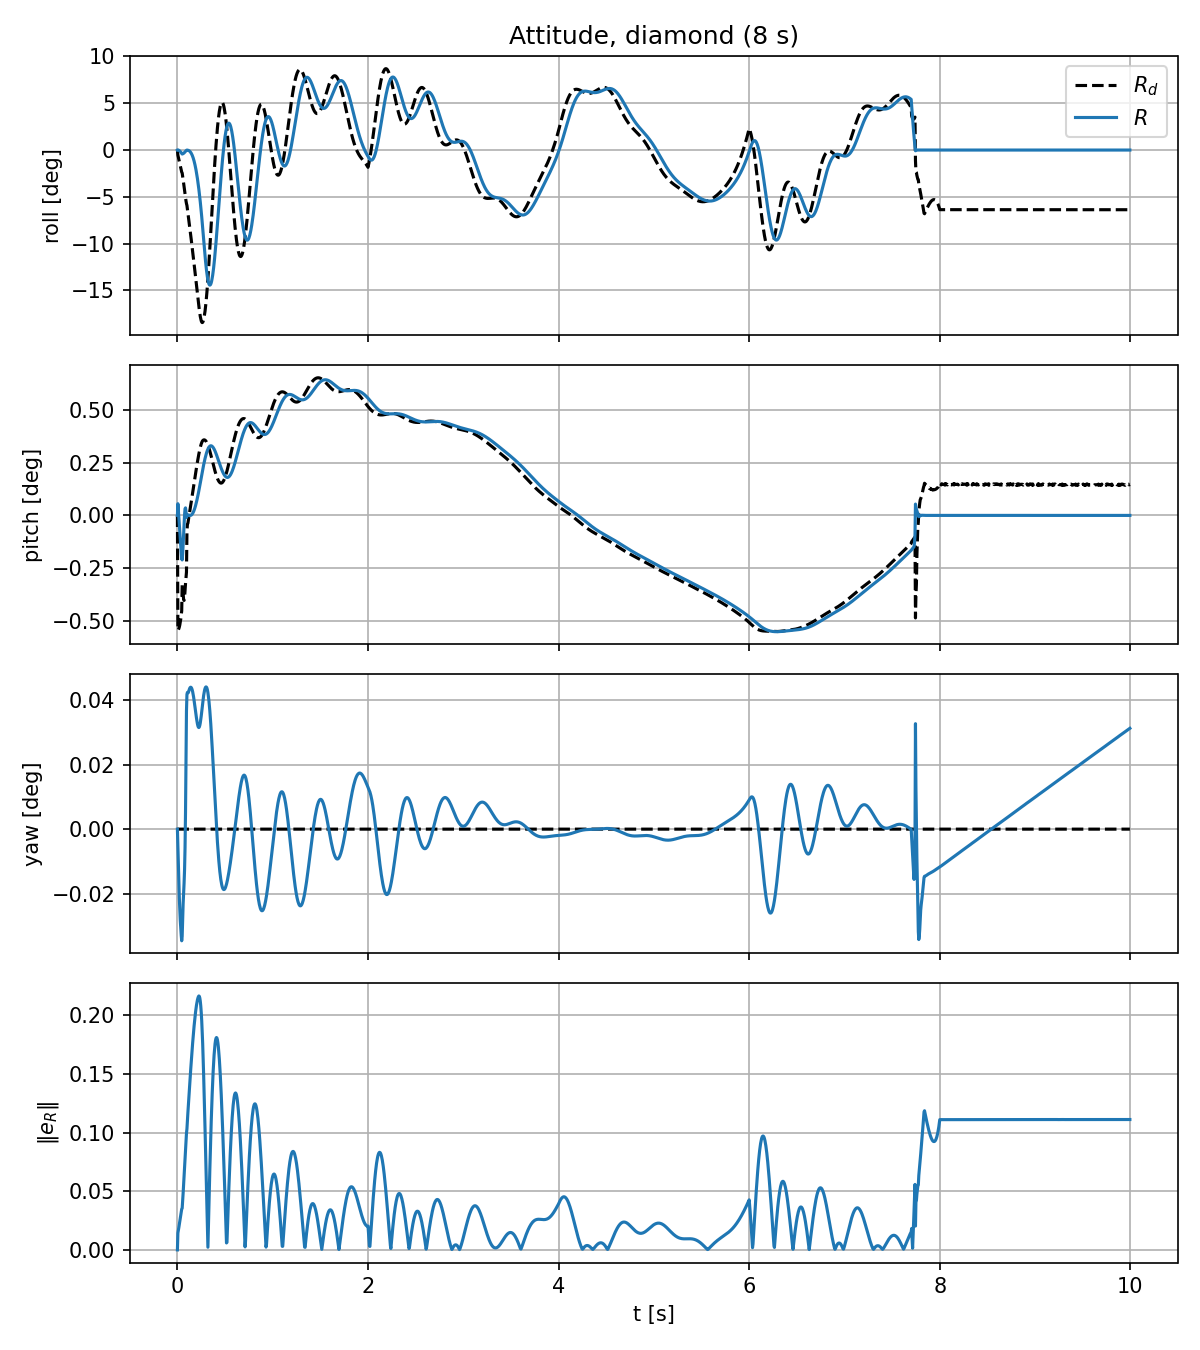 Attitude, diamond (8 s)
10
5
0
−5
−10
−15
roll [deg]
R_d
R
0.50
0.25
0.00
−0.25
−0.50
pitch [deg]
0.04
0.02
0.00
−0.02
yaw [deg]
0.20
0.15
0.10
0.05
0.00
‖e_R‖
0 2 4 6 8 10
t [s]